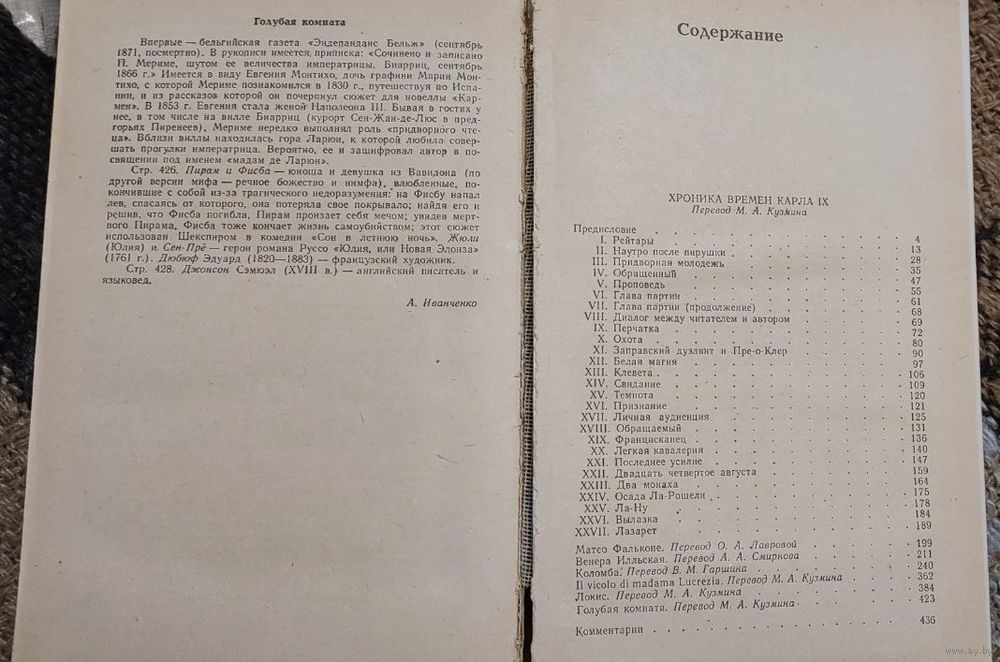 Голубая комната
Впервые — бельгийская газета «Эндепанданс Бельж» (сентябрь
1871, посмертно). В рукописи имеется приписка: «Сочинено и записано
П. Мериме, шутом ее величества императрицы. Биарриц, сентябрь
1866 г.» Имеется в виду Евгения Монтихо, дочь графини Марии Мон-
тихо, с которой Мериме познакомился в 1830 г., путешествуя по Испа-
нии, и из рассказов которой он почерпнул сюжет для новеллы «Кар-
мен». В 1853 г. Евгения стала женой Наполеона III. Бывая в гостях у
нее, в том числе на вилле Биарриц (курорт Сен-Жан-де-Люс в пред-
горьях Пиренеев), Мериме нередко выполнял роль «придворного чте-
ца». Вблизи виллы находилась гора Ларюн, к которой любила совер-
шать прогулки императрица. Вероятно, ее и зашифровал автор в по-
священии под именем «мадам де Ларюн».
Стр. 426. Пирам и Фисба — юноша и девушка из Вавилона (по
другой версии мифа — речное божество и нимфа), влюбленные, по-
кончившие с собой из-за трагического недоразумения: на Фисбу напал
лев, спасаясь от которого, она потеряла свое покрывало; найдя его и
решив, что Фисба погибла, Пирам пронзает себя мечом; увидев мерт-
вого Пирама, Фисба тоже кончает жизнь самоубийством; этот сюжет
использован Шекспиром в комедии «Сон в летнюю ночь». Жюли
(Юлия) и Сен-Прё — герои романа Руссо «Юлия, или Новая Элоиза»
(1761 г.). Дюбюф Эдуард (1820—1883) — французский художник.
Стр. 428. Джонсон Сэмюэл (XVIII в.) — английский писатель и
языковед.
А. Иванченко
Содержание
ХРОНИКА ВРЕМЕН КАРЛА IX
Перевод М. А. Кузмина
Предисловие . . . 4
I. Рейтары . . . 13
II. Наутро после пирушки . . . 28
III. Придворная молодежь . . . 35
IV. Обращенный . . . 47
V. Проповедь . . . 55
VI. Глава партии . . . 61
VII. Глава партии (продолжение) . . . 68
VIII. Диалог между читателем и автором . . . 69
IX. Перчатка . . . 72
X. Охота . . . 80
XI. Заправский дуэлянт и Пре-о-Клер . . . 90
XII. Белая магия . . . 97
XIII. Клевета . . . 106
XIV. Свидание . . . 109
XV. Темнота . . . 120
XVI. Признание . . . 121
XVII. Личная аудиенция . . . 125
XVIII. Обращаемый . . . 131
XIX. Францисканец . . . 136
XX. Легкая кавалерия . . . 140
XXI. Последнее усилие . . . 147
XXII. Двадцать четвертое августа . . . 159
XXIII. Два монаха . . . 164
XXIV. Осада Ла-Рошели . . . 175
XXV. Ла-Ну . . . 178
XXVI. Вылазка . . . 184
XXVII. Лазарет . . . 189
Матео Фальконе. Перевод О. А. Лавровой . . . 199
Венера Илльская. Перевод А. А. Смирнова . . . 211
Коломба. Перевод В. М. Гаршина . . . 240
Il vicolo di madama Lucrezia. Перевод М. А. Кузмина . . . 362
Локис. Перевод М. А. Кузмина . . . 384
Голубая комната. Перевод М. А. Кузмина . . . 423
Комментарии . . . 436
www.ay.by